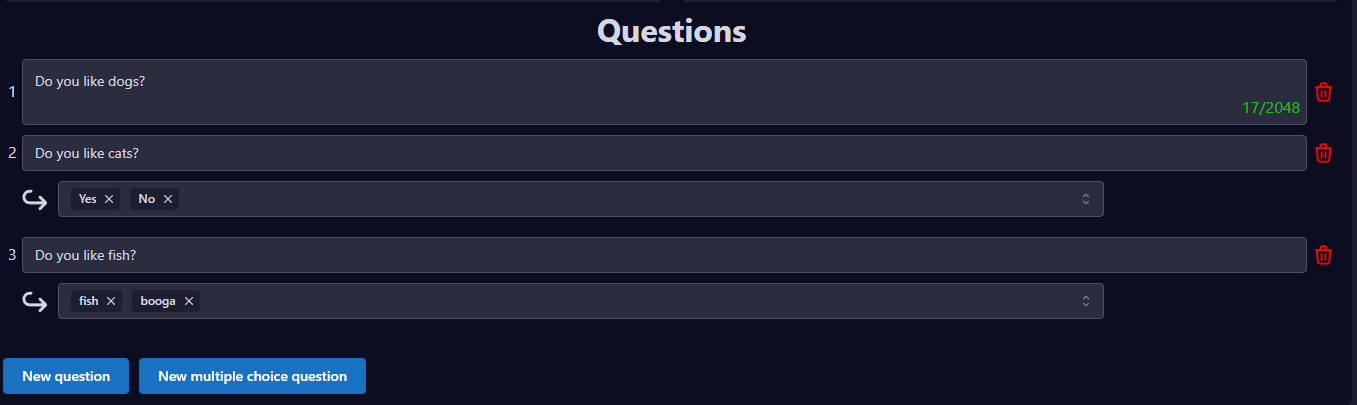 Questions
1 Do you like dogs?
17/2048
2 Do you like cats?
Yes No
3 Do you like fish?
fish booga
New question New multiple choice question